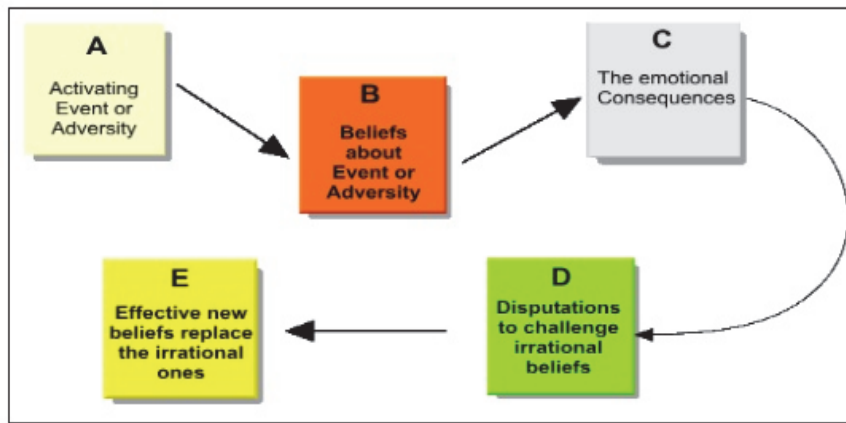 A
Activating
Event or
Adversity
B
Beliefs
about
Event or
Adversity
C
The emotional
Consequences
D
Disputations
to challenge
irrational
beliefs
E
Effective new
beliefs replace
the irrational
ones